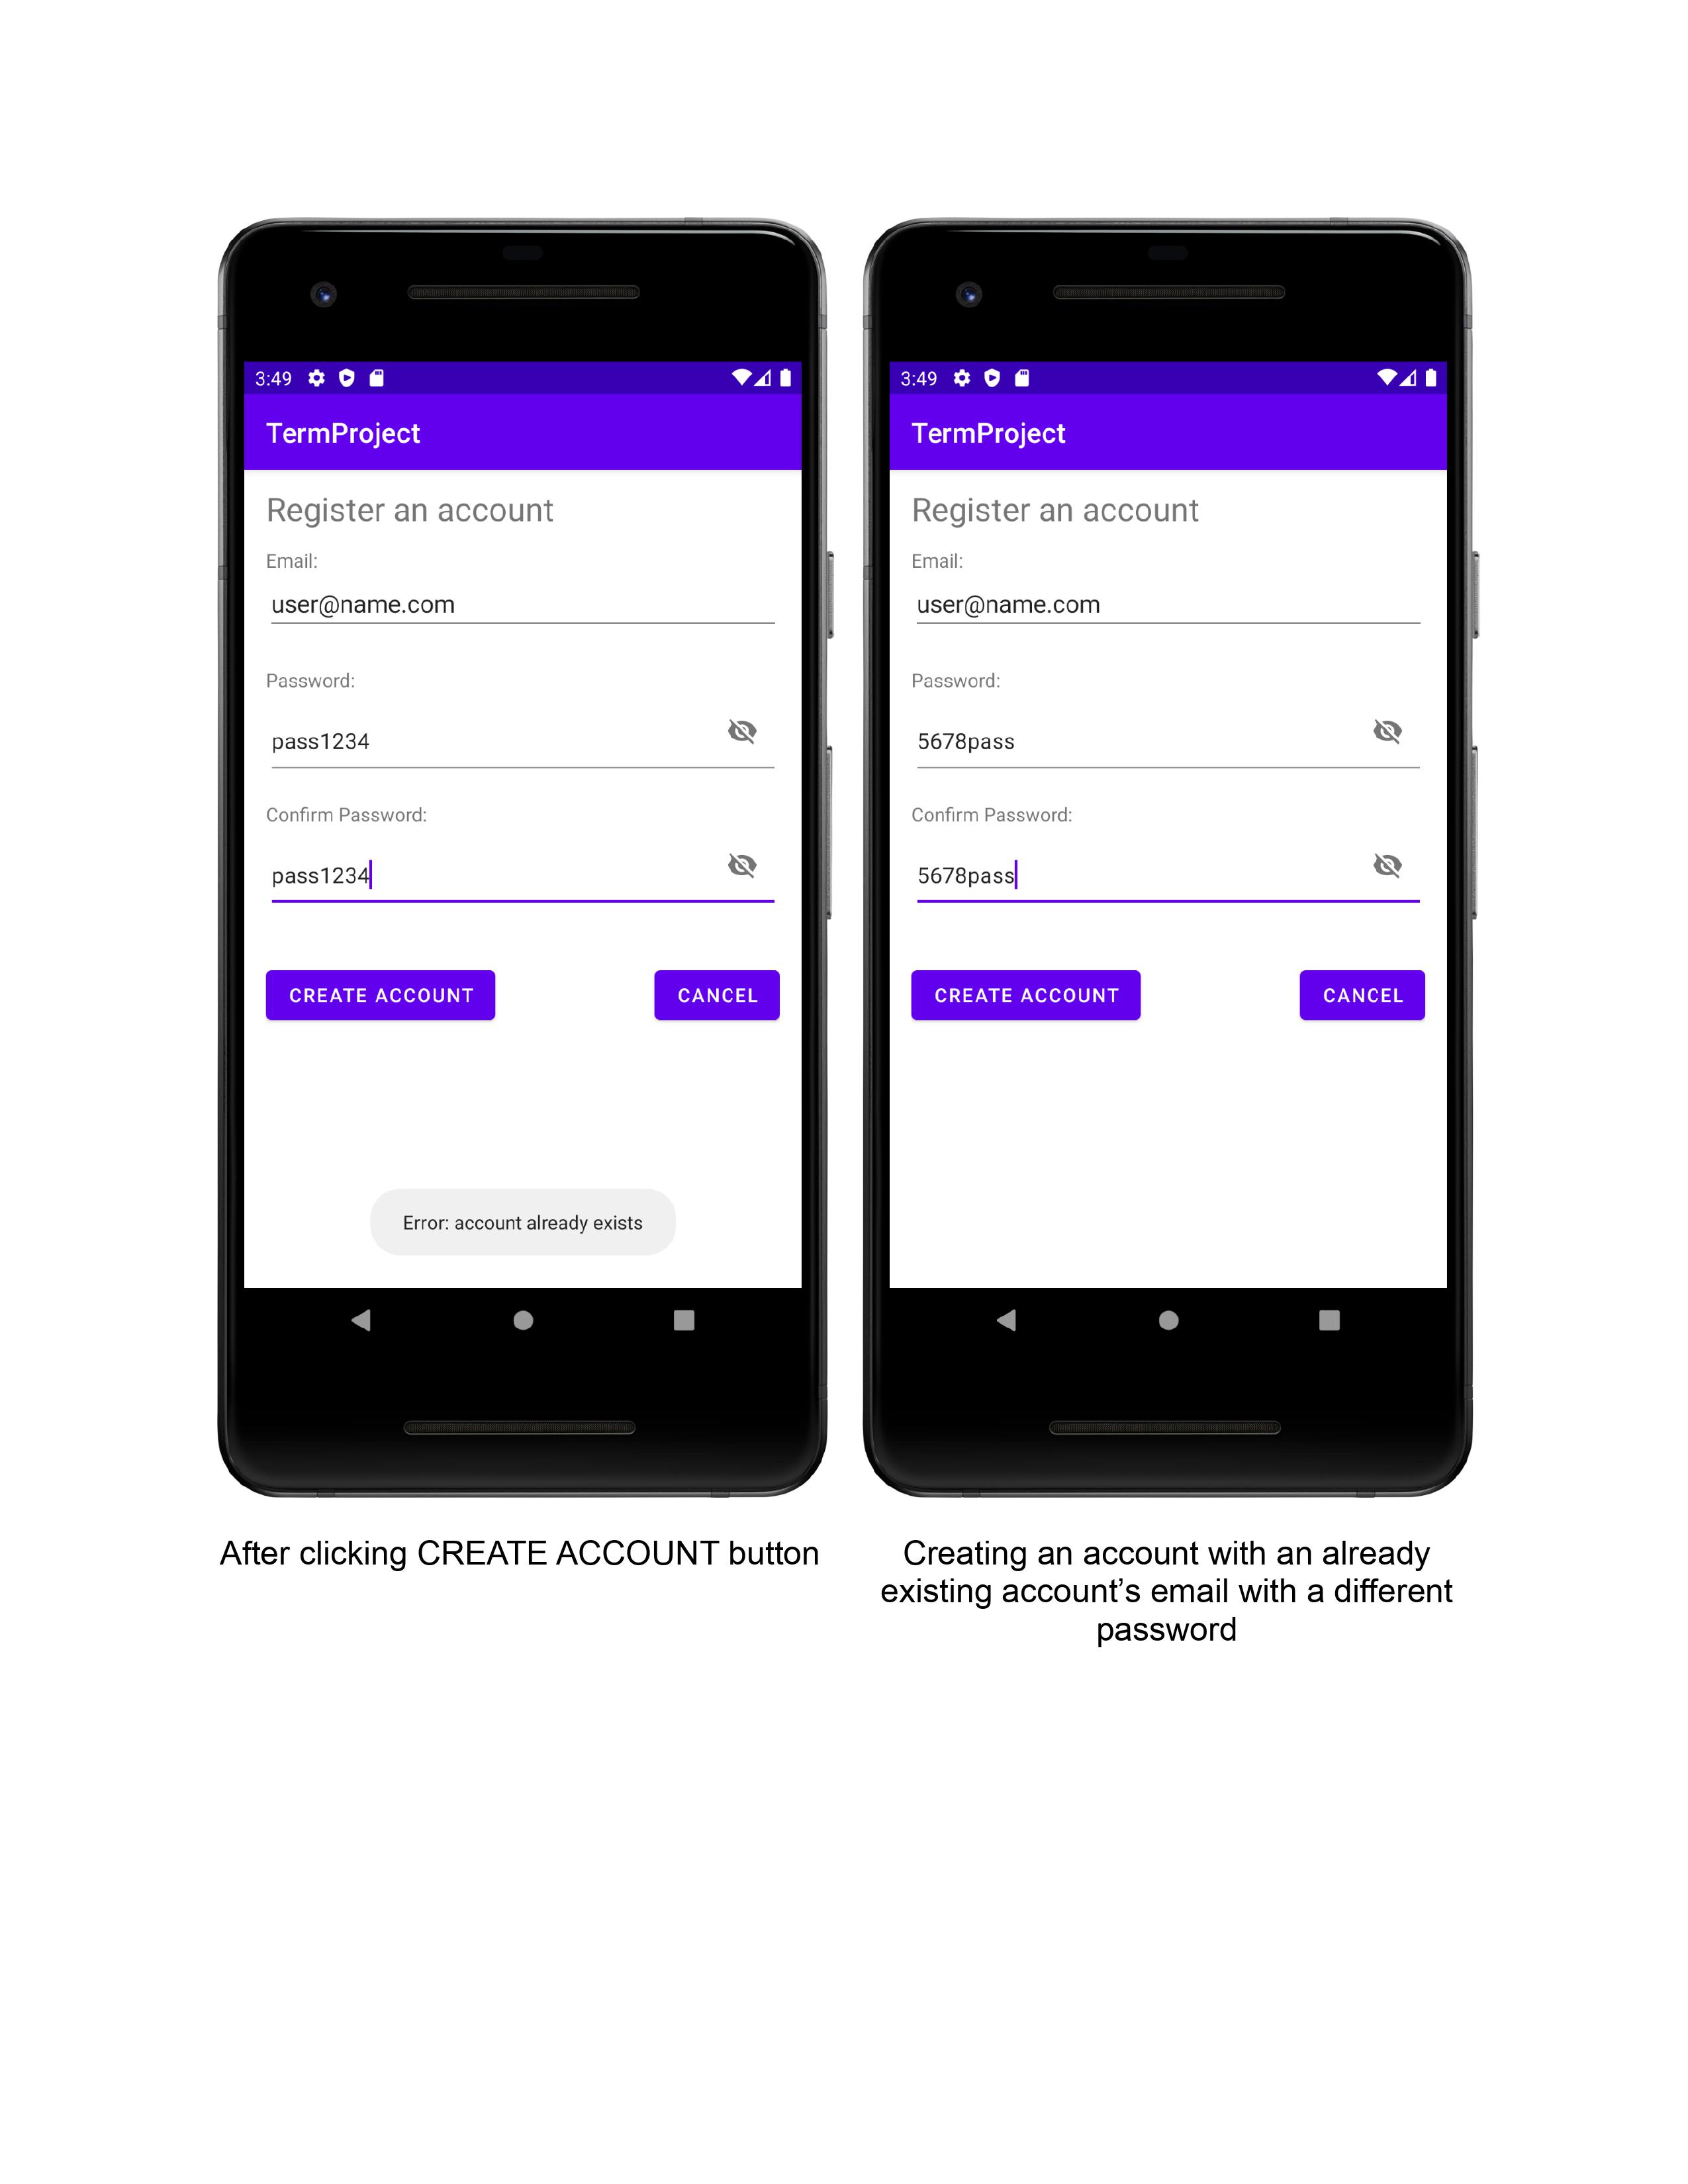 3:49
TermProject
Register an account
Email:
user@name.com
Password:
pass1234
Confirm Password:
pass1234
CREATE ACCOUNT
CANCEL
Error: account already exists
After clicking CREATE ACCOUNT button
3:49
TermProject
Register an account
Email:
user@name.com
Password:
5678pass
Confirm Password:
5678pass
CREATE ACCOUNT
CANCEL
Creating an account with an already
existing account’s email with a different
password